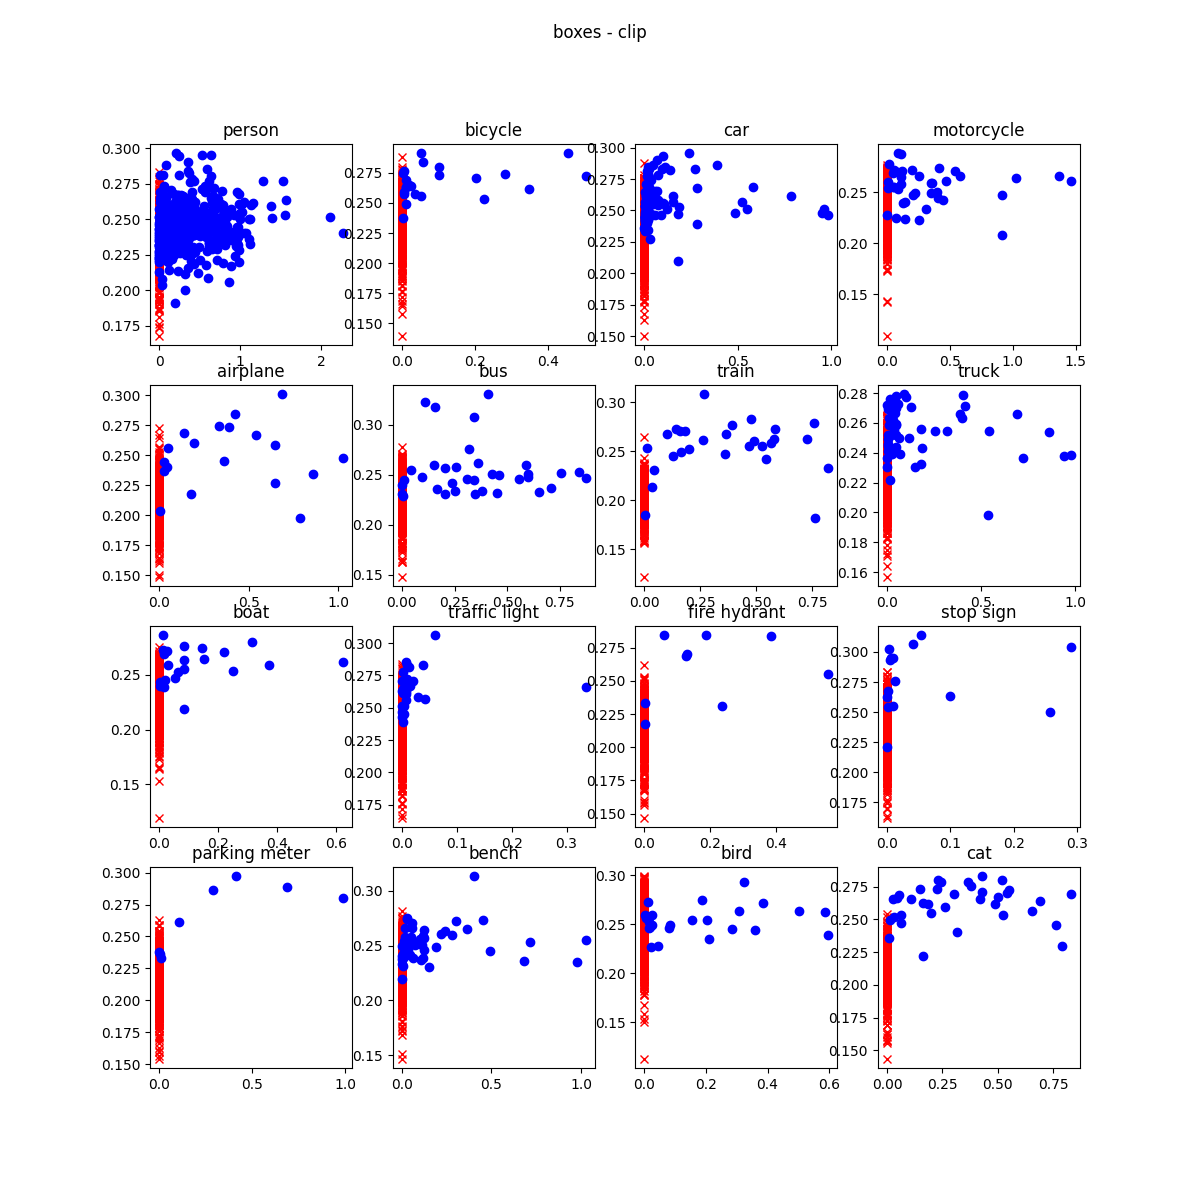 boxes - clip
person bicycle car motorcycle
0.300 0.275 0.250 0.225 0.200 0.175
0 1 2
0.275 0.250 0.225 0.200 0.175 0.150
0.0 0.2 0.4
0.300 0.275 0.250 0.225 0.200 0.175 0.150
0.0 0.5 1.0
0.25 0.20 0.15
0.0 0.5 1.0 1.5
airplane bus train truck
0.300 0.275 0.250 0.225 0.200 0.175 0.150
0.0 0.5 1.0
0.30 0.25 0.20 0.15
0.00 0.25 0.50 0.75
0.30 0.25 0.20 0.15
0.00 0.25 0.50 0.75
0.28 0.26 0.24 0.22 0.20 0.18 0.16
0.0 0.5 1.0
boat traffic light fire hydrant stop sign
0.25 0.20 0.15
0.0 0.2 0.4 0.6
0.300 0.275 0.250 0.225 0.200 0.175
0.0 0.1 0.2 0.3
0.275 0.250 0.225 0.200 0.175 0.150
0.0 0.2 0.4
0.300 0.275 0.250 0.225 0.200 0.175
0.0 0.1 0.2 0.3
parking meter bench bird cat
0.300 0.275 0.250 0.225 0.200 0.175 0.150
0.0 0.5 1.0
0.30 0.25 0.20 0.15
0.0 0.5 1.0
0.30 0.25 0.20 0.15
0.0 0.2 0.4 0.6
0.275 0.250 0.225 0.200 0.175 0.150
0.00 0.25 0.50 0.75